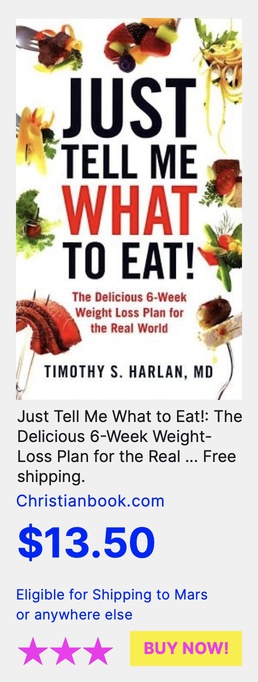 JUST
TELL ME
WHAT
TO EAT!
The Delicious 6-Week
Weight Loss Plan for
the Real World
TIMOTHY S. HARLAN, MD
Just Tell Me What to Eat!: The
Delicious 6-Week Weight-
Loss Plan for the Real ... Free
shipping.
Christianbook.com
$13.50
Eligible for Shipping to Mars
or anywhere else
BUY NOW!